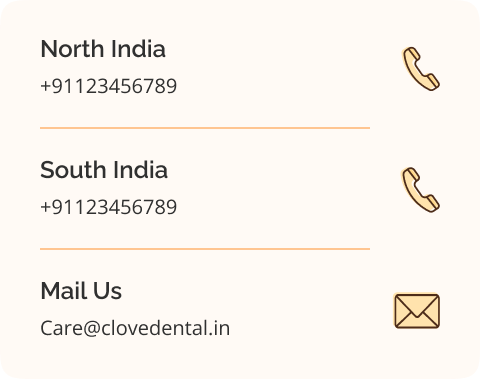 North India
+91123456789
South India
+91123456789
Mail Us
Care@clovedental.in